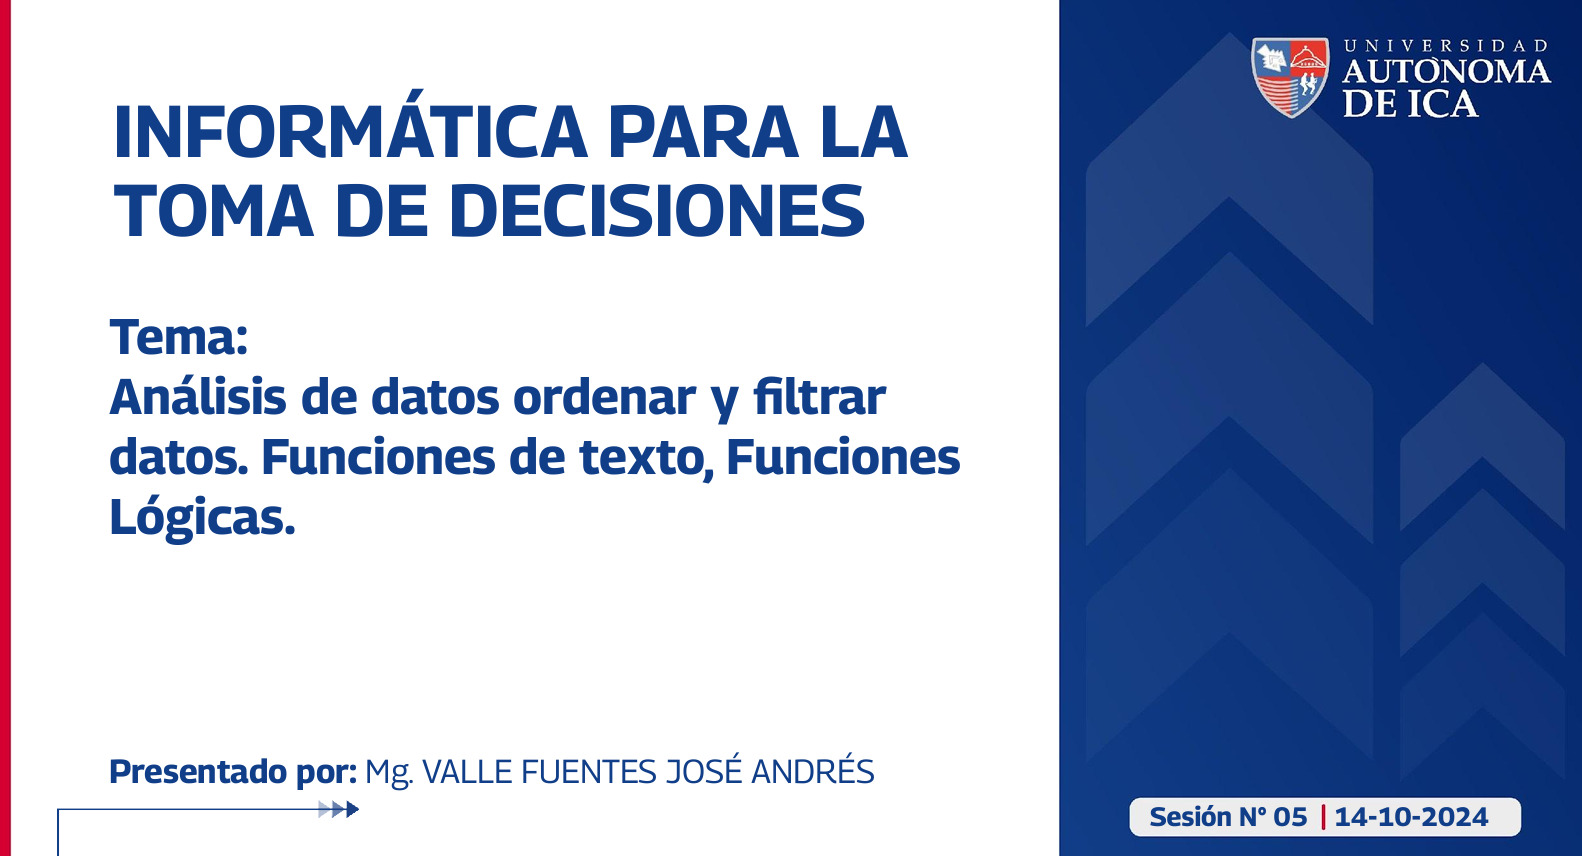 UNIVERSIDAD
AUTÓNOMA
DE ICA
INFORMÁTICA PARA LA
TOMA DE DECISIONES
Tema:
Análisis de datos ordenar y filtrar
datos. Funciones de texto, Funciones
Lógicas.
Presentado por: Mg. VALLE FUENTES JOSÉ ANDRÉS
Sesión N° 05 | 14-10-2024